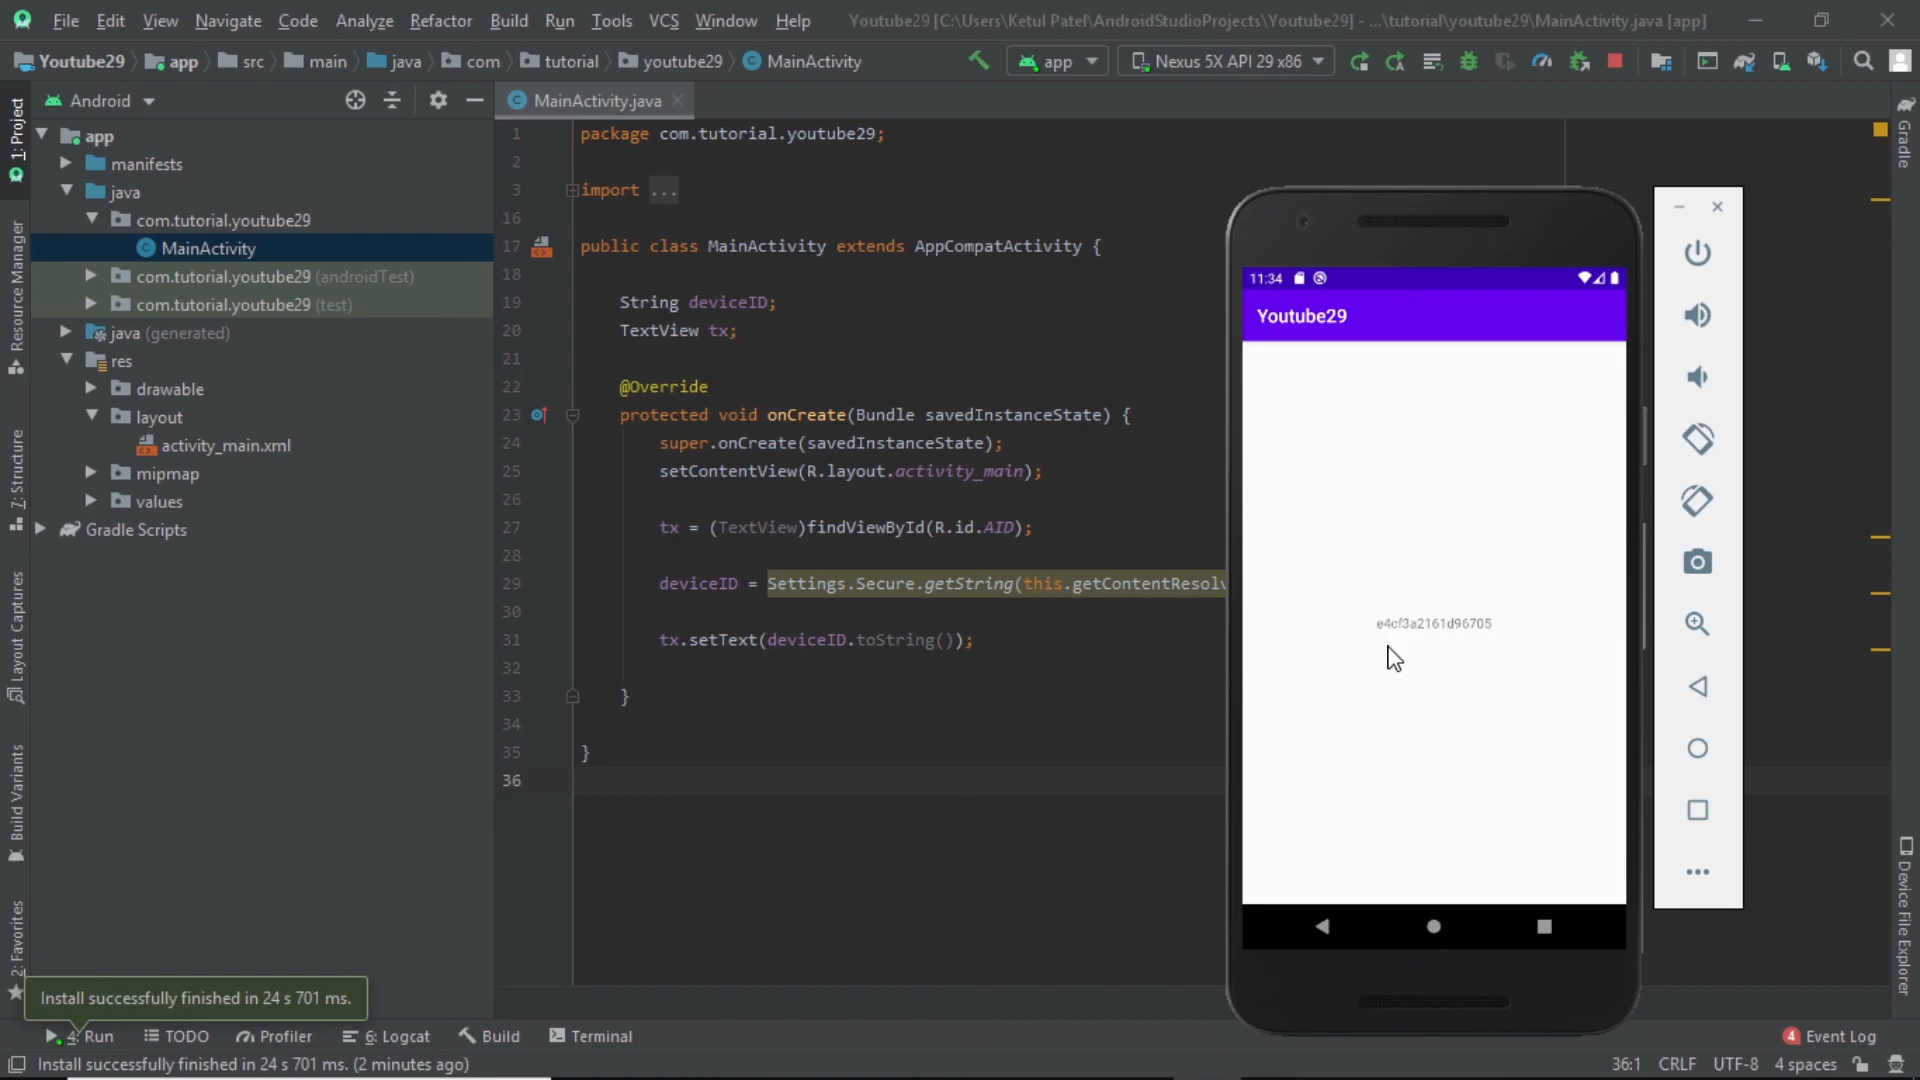 File Edit View Navigate Code Analyze Refactor Build Run Tools VCS Window Help Youtube29 [C:\Users\Ketul Patel\AndroidStudioProjects\Youtube29] - ...\tutorial\youtube29\MainActivity.java [app]
Youtube29 app src main java com tutorial youtube29 MainActivity app Nexus 5X API 29 x86
Android
MainActivity.java
1: Project
Resource Manager
7: Structure
Layout Captures
Build Variants
2: Favorites
app
manifests
java
com.tutorial.youtube29
MainActivity
com.tutorial.youtube29 (androidTest)
com.tutorial.youtube29 (test)
java (generated)
res
drawable
layout
activity_main.xml
mipmap
values
Gradle Scripts
1 package com.tutorial.youtube29;
2
3 import ...
16
17 public class MainActivity extends AppCompatActivity {
18
19 String deviceID;
20 TextView tx;
21
22 @Override
23 protected void onCreate(Bundle savedInstanceState) {
24 super.onCreate(savedInstanceState);
25 setContentView(R.layout.activity_main);
26
27 tx = (TextView)findViewById(R.id.AID);
28
29 deviceID = Settings.Secure.getString(this.getContentResolv
30
31 tx.setText(deviceID.toString());
32
33 }
34
35 }
36
11:34
Youtube29
e4cf3a2161d96705
Gradle
Device File Explorer
Install successfully finished in 24 s 701 ms.
4: Run TODO Profiler 6: Logcat Build Terminal 4 Event Log
Install successfully finished in 24 s 701 ms. (2 minutes ago) 36:1 CRLF UTF-8 4 spaces